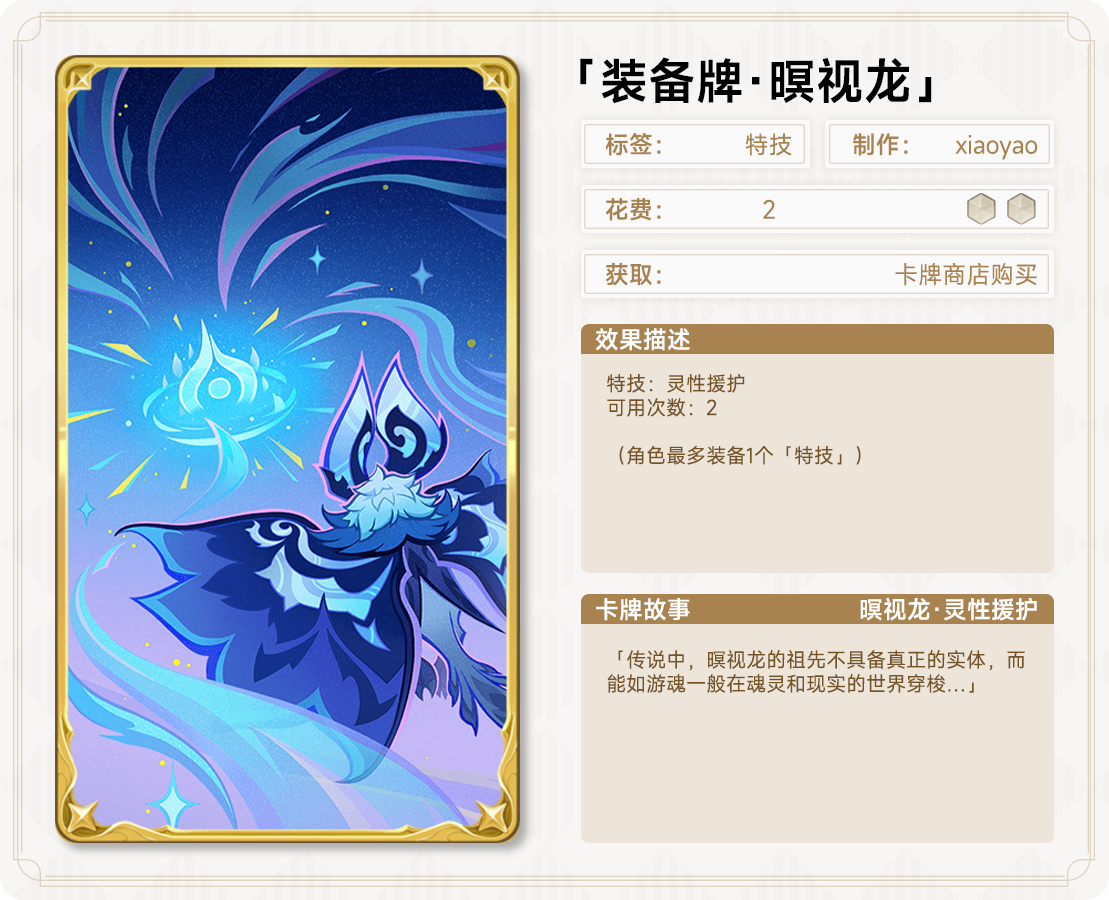 「装备牌·暝视龙」
标签： 特技 制作： xiaoyao
花费： 2
获取： 卡牌商店购买
效果描述
特技：灵性援护
可用次数：2
（角色最多装备1个「特技」）
卡牌故事 暝视龙·灵性援护
「传说中，暝视龙的祖先不具备真正的实体，而
能如游魂一般在魂灵和现实的世界穿梭...」